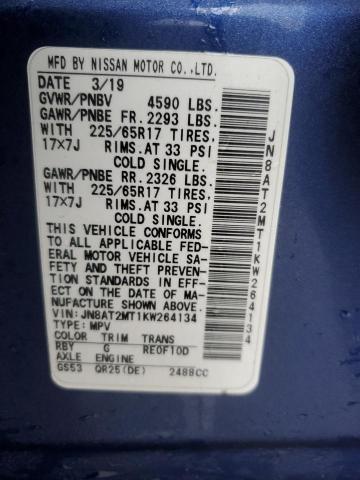 MFD BY NISSAN MOTOR CO.,LTD.
DATE 3/19
GVWR/PNBV 4590 LBS.
GAWR/PNBE FR. 2293 LBS.
WITH 225/65R17 TIRES,
17×7J RIMS. AT 33 PSI
COLD SINGLE.
GAWR/PNBE RR. 2326 LBS.
WITH 225/65R17 TIRES,
17×7J RIMS. AT 33 PSI
COLD SINGLE.
THIS VEHICLE CONFORMS
TO ALL APPLICABLE FED-
ERAL MOTOR VEHICLE SA-
FETY AND THEFT PREVEN-
TION STANDARDS IN EFF-
ECT ON THE DATE OF MA-
NUFACTURE SHOWN ABOVE.
VIN: JN8AT2MT1KW264134
TYPE: MPV
COLOR TRIM TRANS
RBY G RE0F10D
AXLE ENGINE
GS53 QR25(DE) 2488CC
JN8AT2MT1KW264134